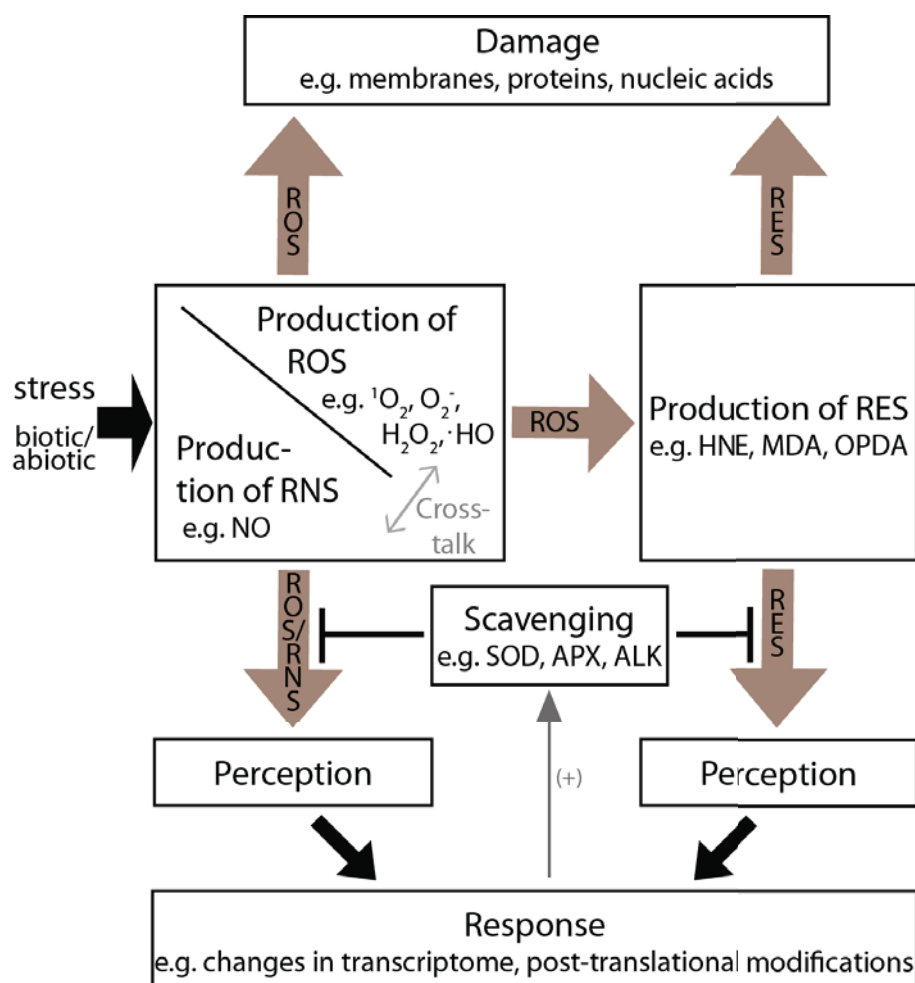 Damage
e.g. membranes, proteins, nucleic acids
ROS
RES
stress
biotic/
abiotic
Production of
ROS
e.g. ¹O₂, O₂⁻,
H₂O₂, ·HO
Produc-
tion of RNS
e.g. NO
Cross-
talk
ROS
Production of RES
e.g. HNE, MDA, OPDA
ROS/RNS
Scavenging
e.g. SOD, APX, ALK
RES
Perception
Perception
(+)
Response
e.g. changes in transcriptome, post-translational modifications